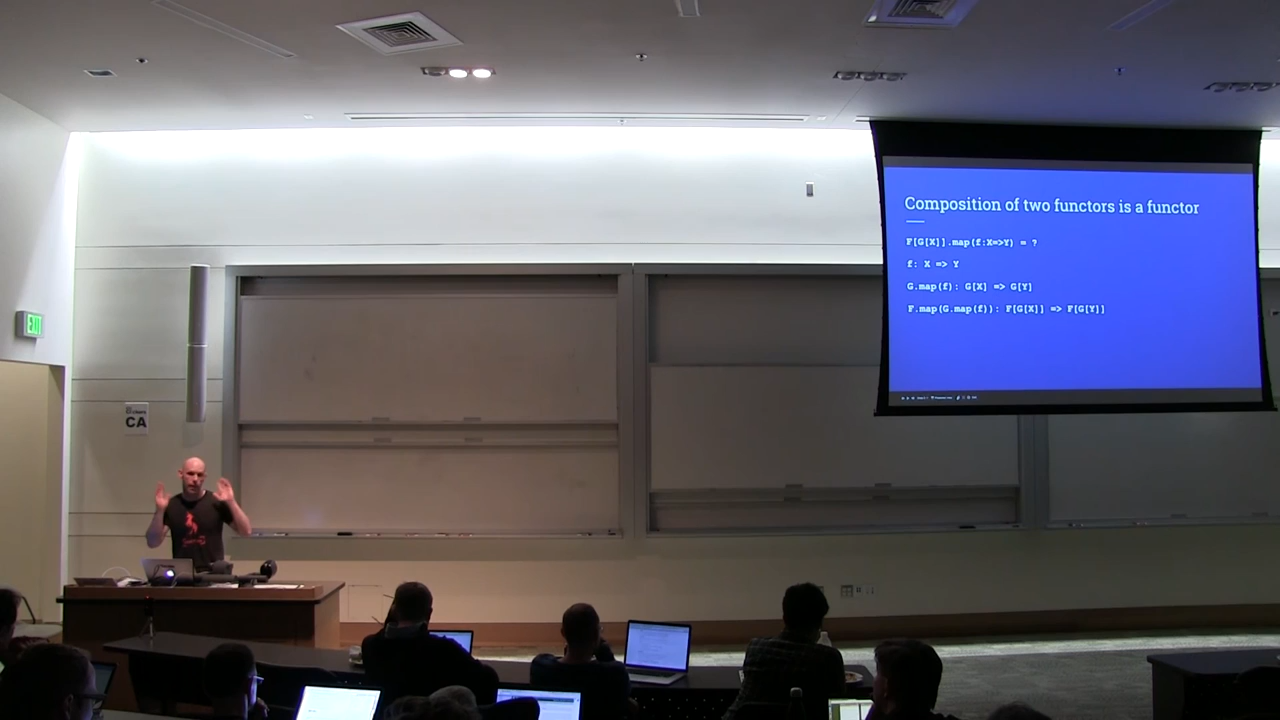 Composition of two functors is a functor
F[G[X]].map(f:X=>Y) = ?
f: X => Y
G.map(f): G[X] => G[Y]
F.map(G.map(f)): F[G[X]] => F[G[Y]]
EXIT
CA